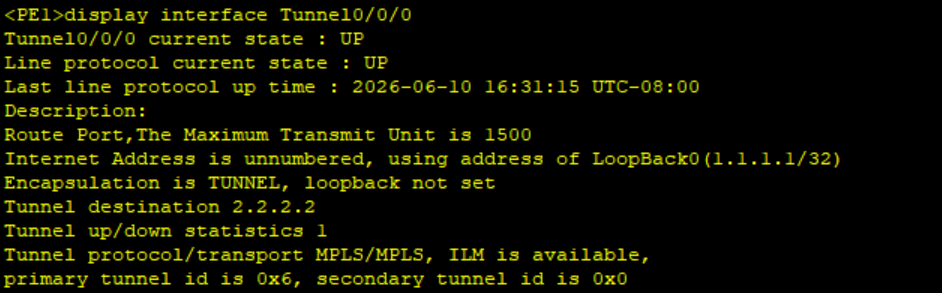 <PE1>display interface Tunnel0/0/0
Tunnel0/0/0 current state : UP
Line protocol current state : UP
Last line protocol up time : 2026-06-10 16:31:15 UTC-08:00
Description:
Route Port,The Maximum Transmit Unit is 1500
Internet Address is unnumbered, using address of LoopBack0(1.1.1.1/32)
Encapsulation is TUNNEL, loopback not set
Tunnel destination 2.2.2.2
Tunnel up/down statistics 1
Tunnel protocol/transport MPLS/MPLS, ILM is available,
primary tunnel id is 0x6, secondary tunnel id is 0x0